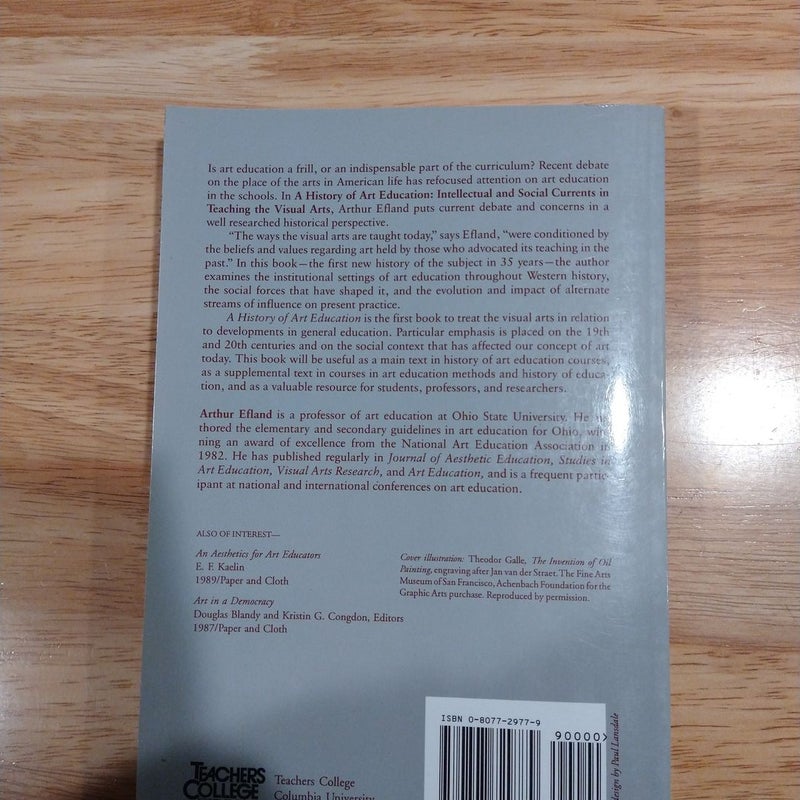 Is art education a frill, or an indispensable part of the curriculum? Recent debate
on the place of the arts in American life has refocused attention on art education
in the schools. In A History of Art Education: Intellectual and Social Currents in
Teaching the Visual Arts, Arthur Efland puts current debate and concerns in a
well researched historical perspective.
"The ways the visual arts are taught today," says Efland, "were conditioned by
the beliefs and values regarding art held by those who advocated its teaching in the
past." In this book—the first new history of the subject in 35 years—the author
examines the institutional settings of art education throughout Western history,
the social forces that have shaped it, and the evolution and impact of alternate
streams of influence on present practice.
A History of Art Education is the first book to treat the visual arts in relation
to developments in general education. Particular emphasis is placed on the 19th
and 20th centuries and on the social context that has affected our concept of art
today. This book will be useful as a main text in history of art education courses,
as a supplemental text in courses in art education methods and history of educa-
tion, and as a valuable resource for students, professors, and researchers.
Arthur Efland is a professor of art education at Ohio State University. He
thored the elementary and secondary guidelines in art education for Ohio,
ning an award of excellence from the National Art Education Association in
1982. He has published regularly in Journal of Aesthetic Education, Studies in
Art Education, Visual Arts Research, and Art Education, and is a frequent partic-
ipant at national and international conferences on art education.
ALSO OF INTEREST—
An Aesthetics for Art Educators
E. F. Kaelin
1989/Paper and Cloth
Art in a Democracy
Douglas Blandy and Kristin G. Congdon, Editors
1987/Paper and Cloth
Cover illustration: Theodor Galle, The Invention of Oil
Painting, engraving after Jan van der Straet. The Fine Arts
Museum of San Francisco, Achenbach Foundation for the
Graphic Arts purchase. Reproduced by permission.
ISBN 0-8077-2977-9
90000>
design by Paul Lansdale
TEACHERS
COLLEGE
Teachers College
Columbia University